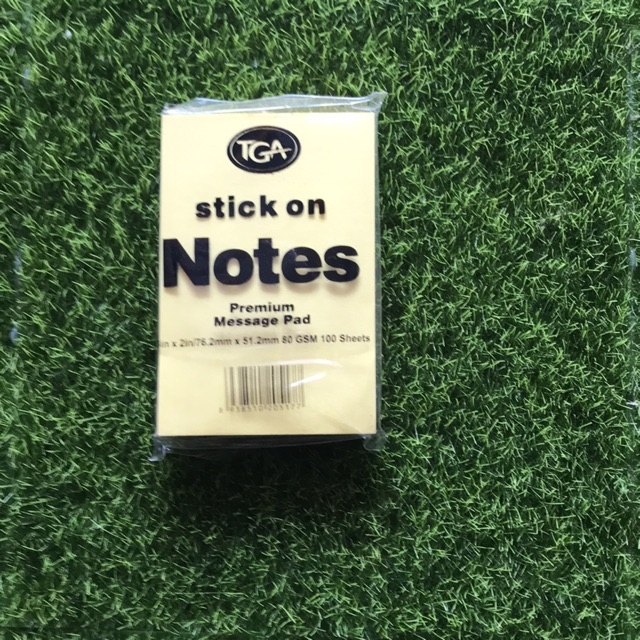 TGA
stick on
Notes
Premium
Message Pad
in x 2in/76.2mm x 51.2mm 80 GSM 100 Sheets